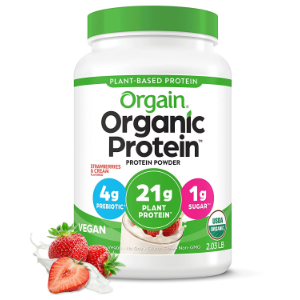 PLANT-BASED PROTEIN
Orgain®
Organic
Protein™
PROTEIN POWDER
STRAWBERRIES
& CREAM
4g
PREBIOTIC
21g
PLANT
PROTEIN
1g
SUGAR
VEGAN
USDA
ORGANIC
2.03 LB